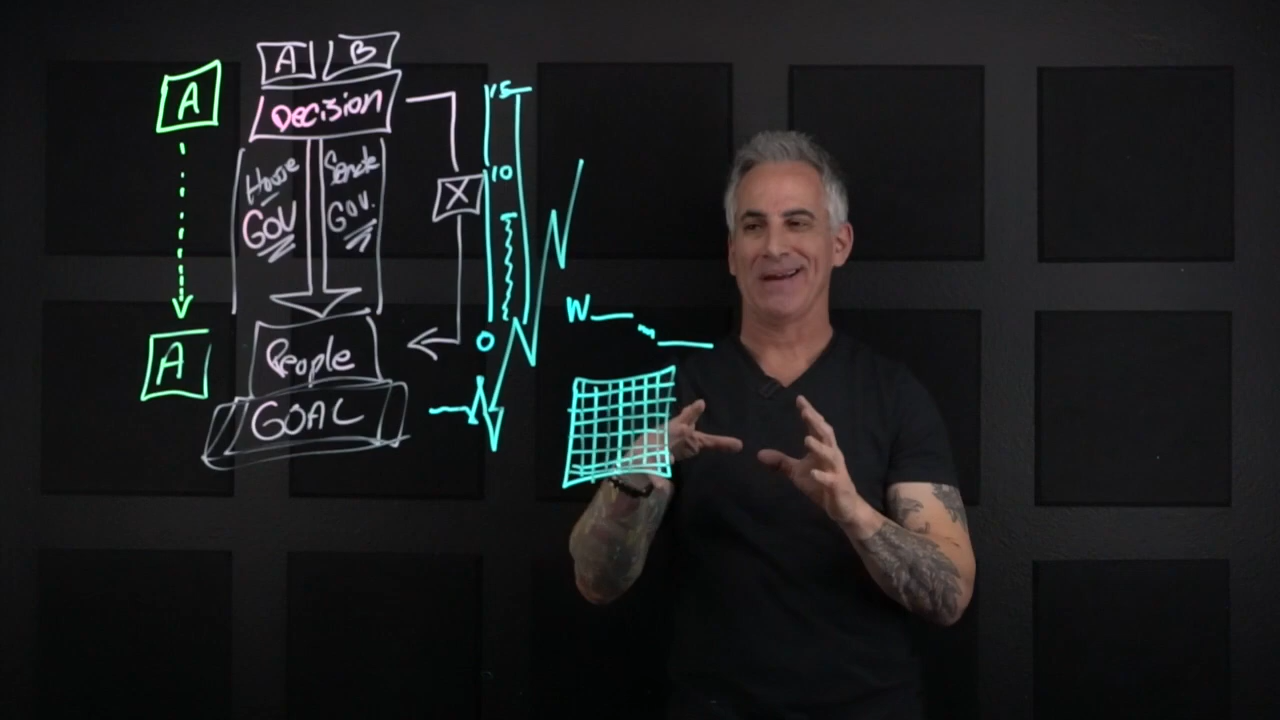 A B
A
DECISION
15
House
GOV
Senate
GOV.
10
X
W
0
People
A
GOAL